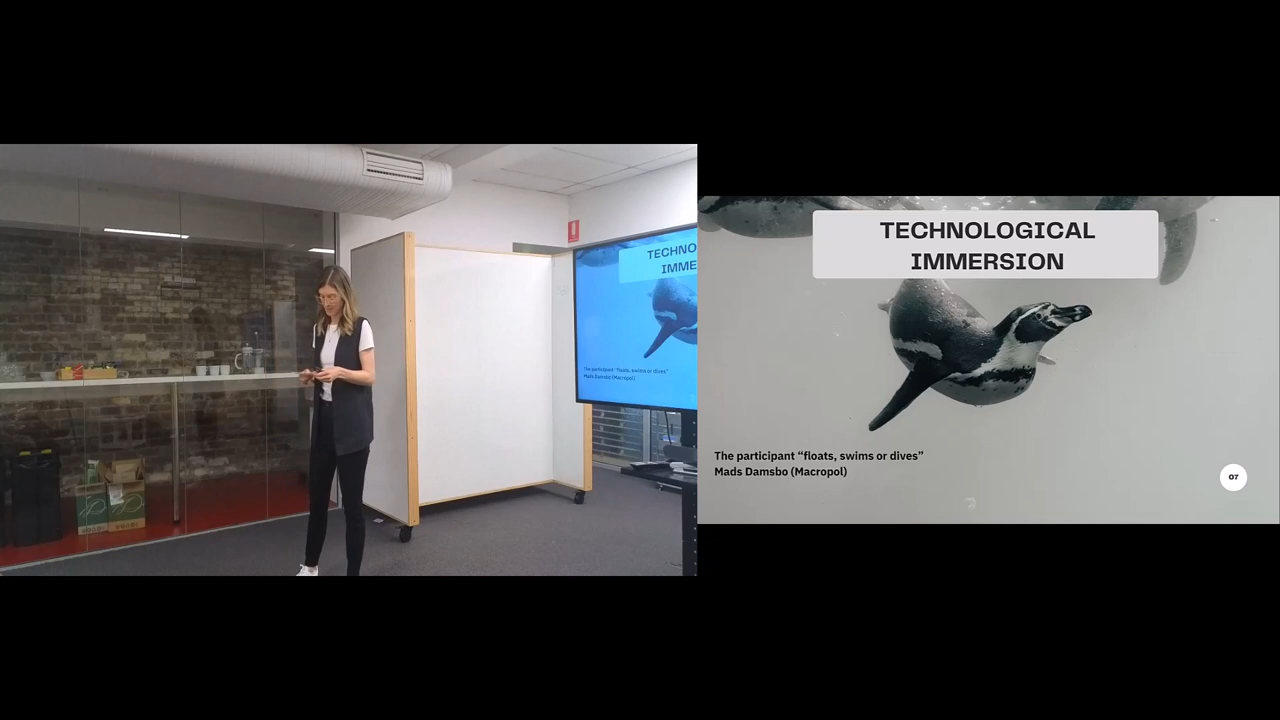 TECHNO
IMME
The participant "floats, swims or dives"
Mads Damsbo (Macropol)
TECHNOLOGICAL
IMMERSION
The participant “floats, swims or dives”
Mads Damsbo (Macropol)
07